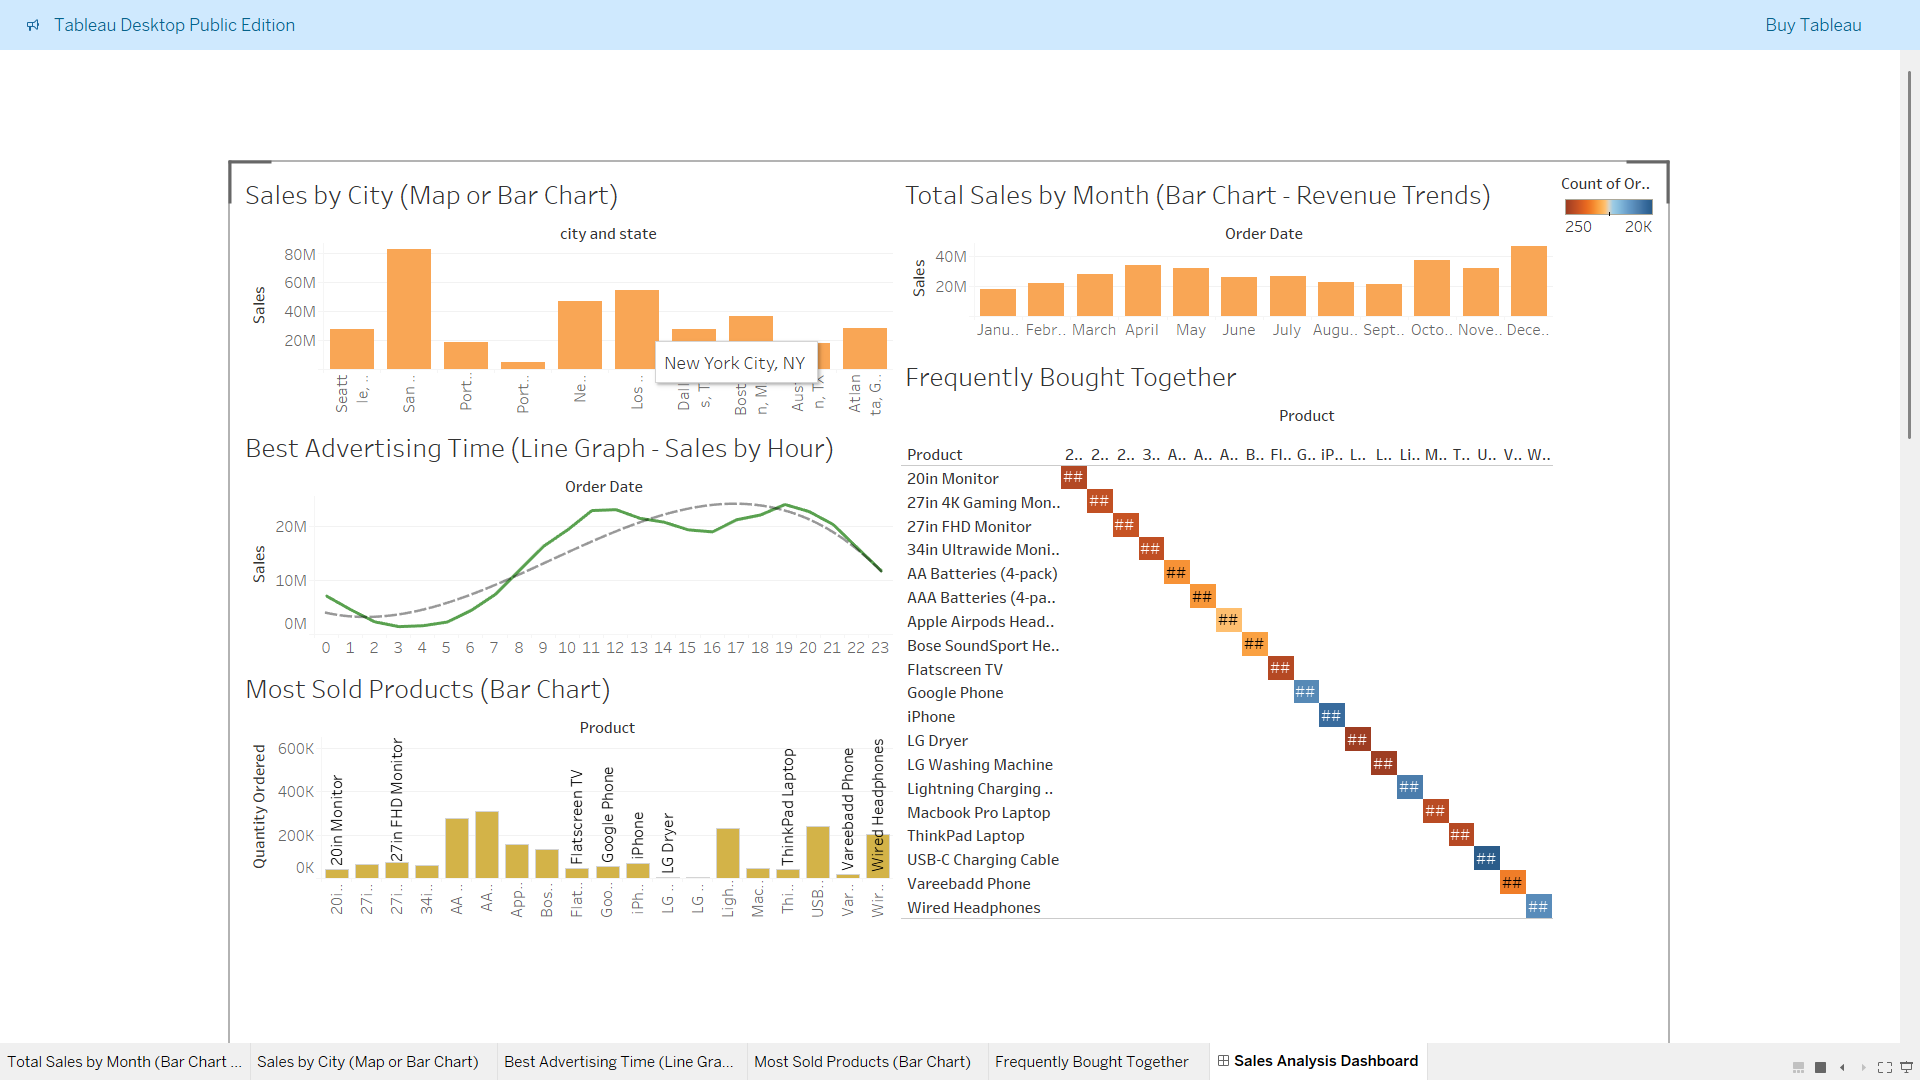 Tableau Desktop Public Edition
Buy Tableau
Sales by City (Map or Bar Chart)
city and state
Sales
80M
60M
40M
20M
Seatt
le, ..
San ..
Port..
Port..
Ne..
Los ..
Dall
s, T
Bost
n, M
Aus
n, TX
Atlan
ta, G..
New York City, NY
Best Advertising Time (Line Graph - Sales by Hour)
Order Date
Sales
20M
10M
0M
0 1 2 3 4 5 6 7 8 9 10 11 12 13 14 15 16 17 18 19 20 21 22 23
Most Sold Products (Bar Chart)
Product
Quantity Ordered
600K
400K
200K
0K
20in Monitor
27in FHD Monitor
Flatscreen TV
Google Phone
iPhone
LG Dryer
ThinkPad Laptop
Vareebadd Phone
Wired Headphones
20i.. 27i.. 27i.. 34i.. AA .. AA.. App.. Bos.. Flat.. Goo.. iPh.. LG .. LG .. Ligh.. Mac.. Thi.. USB.. Var.. Wir..
Total Sales by Month (Bar Chart - Revenue Trends)
Order Date
Sales
40M
20M
Janu.. Febr.. March April May June July Augu.. Sept.. Octo.. Nove.. Dece..
Count of Or..
250 20K
Frequently Bought Together
Product
Product 2.. 2.. 2.. 3.. A.. A.. A.. B.. Fl.. G.. iP.. L.. L.. Li.. M.. T.. U.. V.. W..
20in Monitor ##
27in 4K Gaming Mon.. ##
27in FHD Monitor ##
34in Ultrawide Moni.. ##
AA Batteries (4-pack) ##
AAA Batteries (4-pa.. ##
Apple Airpods Head.. ##
Bose SoundSport He.. ##
Flatscreen TV ##
Google Phone ##
iPhone ##
LG Dryer ##
LG Washing Machine ##
Lightning Charging .. ##
Macbook Pro Laptop ##
ThinkPad Laptop ##
USB-C Charging Cable ##
Vareebadd Phone ##
Wired Headphones ##
Total Sales by Month (Bar Chart ...
Sales by City (Map or Bar Chart)
Best Advertising Time (Line Gra...
Most Sold Products (Bar Chart)
Frequently Bought Together
Sales Analysis Dashboard